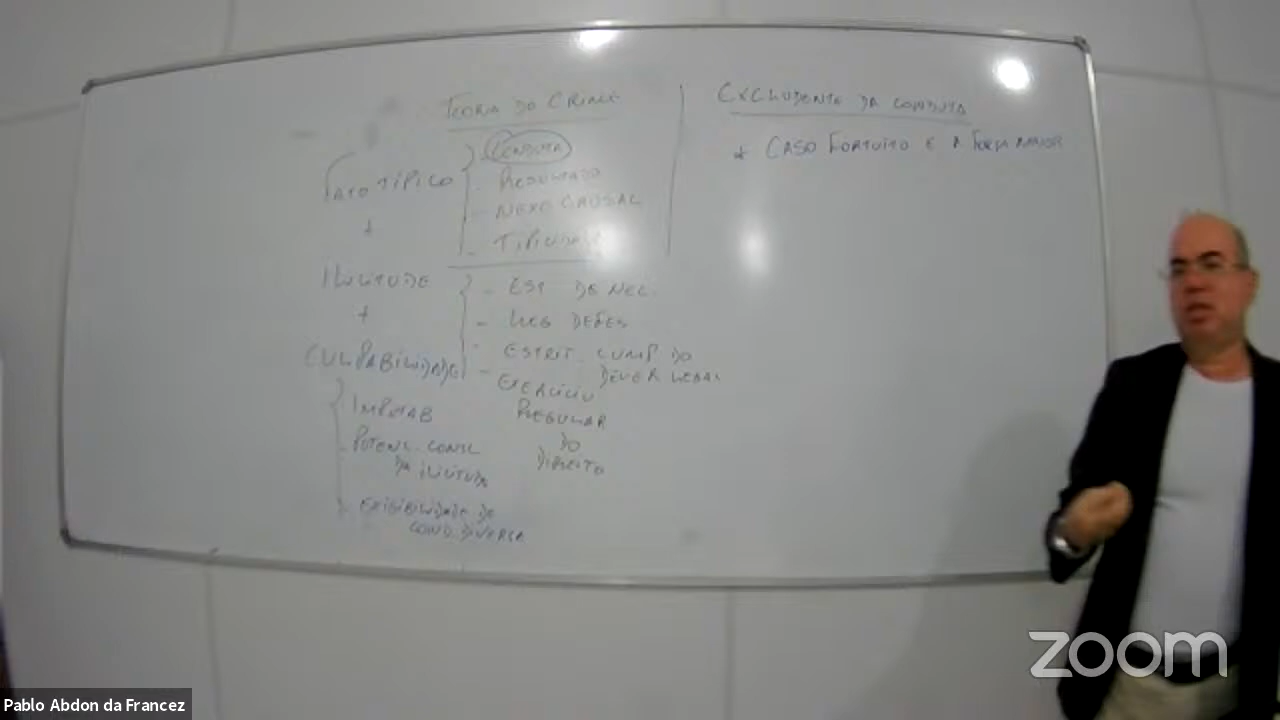 TEORIA DO CRIME
FATO TÍPICO
+
ILICITUDE
+
CULPABILIDADE
CONDUTA
- RESULTADO
- NEXO CAUSAL
- TIPICIDADE
- EST DE NEC.
- LEG DEFES
- ESTRIT. CUMP DO
DEVER LEGAL
- EXERCÍCIO
REGULAR
DO
DIREITO
IMPUTAB
- POTENC. CONSC
DA ILICITUDE
EXIGIBILIDADE DE
COND. DIVERSA
EXCLUDENTE DA CONDUTA
* CASO FORTUITO E A FORÇA MAIOR
Pablo Abdon da Francez
zoom